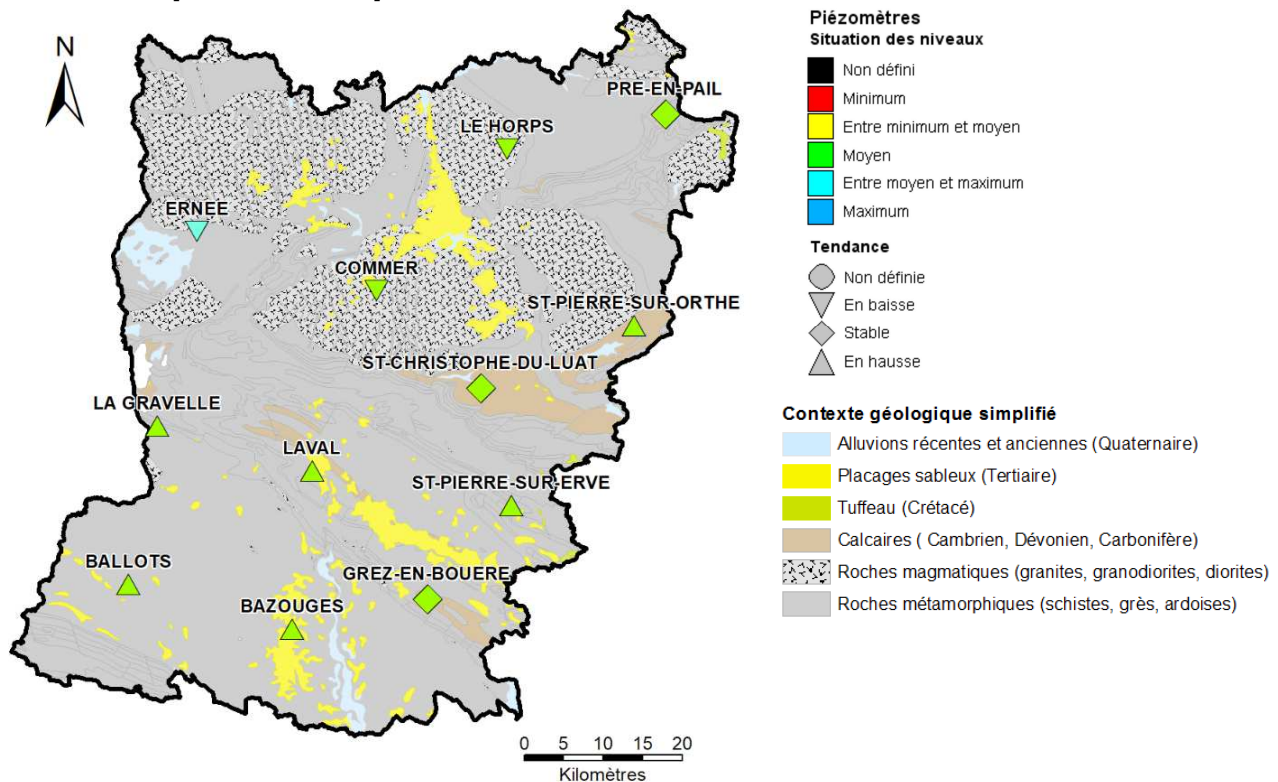 N
PRE-EN-PAIL
LE HORPS
ERNEE
COMMER
ST-PIERRE-SUR-ORTHE
ST-CHRISTOPHE-DU-LUAT
LA GRAVELLE
LAVAL
ST-PIERRE-SUR-ERVE
BALLOTS
GREZ-EN-BOUERE
BAZOUGES
0 5 10 15 20
Kilomètres
Piézomètres
Situation des niveaux
Non défini
Minimum
Entre minimum et moyen
Moyen
Entre moyen et maximum
Maximum
Tendance
Non définie
En baisse
Stable
En hausse
Contexte géologique simplifié
Alluvions récentes et anciennes (Quaternaire)
Placages sableux (Tertiaire)
Tuffeau (Crétacé)
Calcaires ( Cambrien, Dévonien, Carbonifère)
Roches magmatiques (granites, granodiorites, diorites)
Roches métamorphiques (schistes, grès, ardoises)